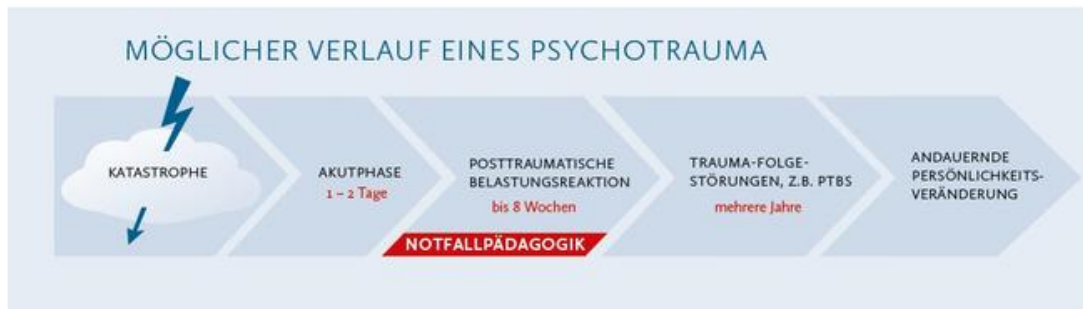 MÖGLICHER VERLAUF EINES PSYCHOTRAUMA
KATASTROPHE
AKUTPHASE
1 – 2 Tage
POSTTRAUMATISCHE
BELASTUNGSREAKTION
bis 8 Wochen
TRAUMA-FOLGE-
STÖRUNGEN, Z.B. PTBS
mehrere Jahre
ANDAUERNDE
PERSÖNLICHKEITS-
VERÄNDERUNG
NOTFALLPÄDAGOGIK